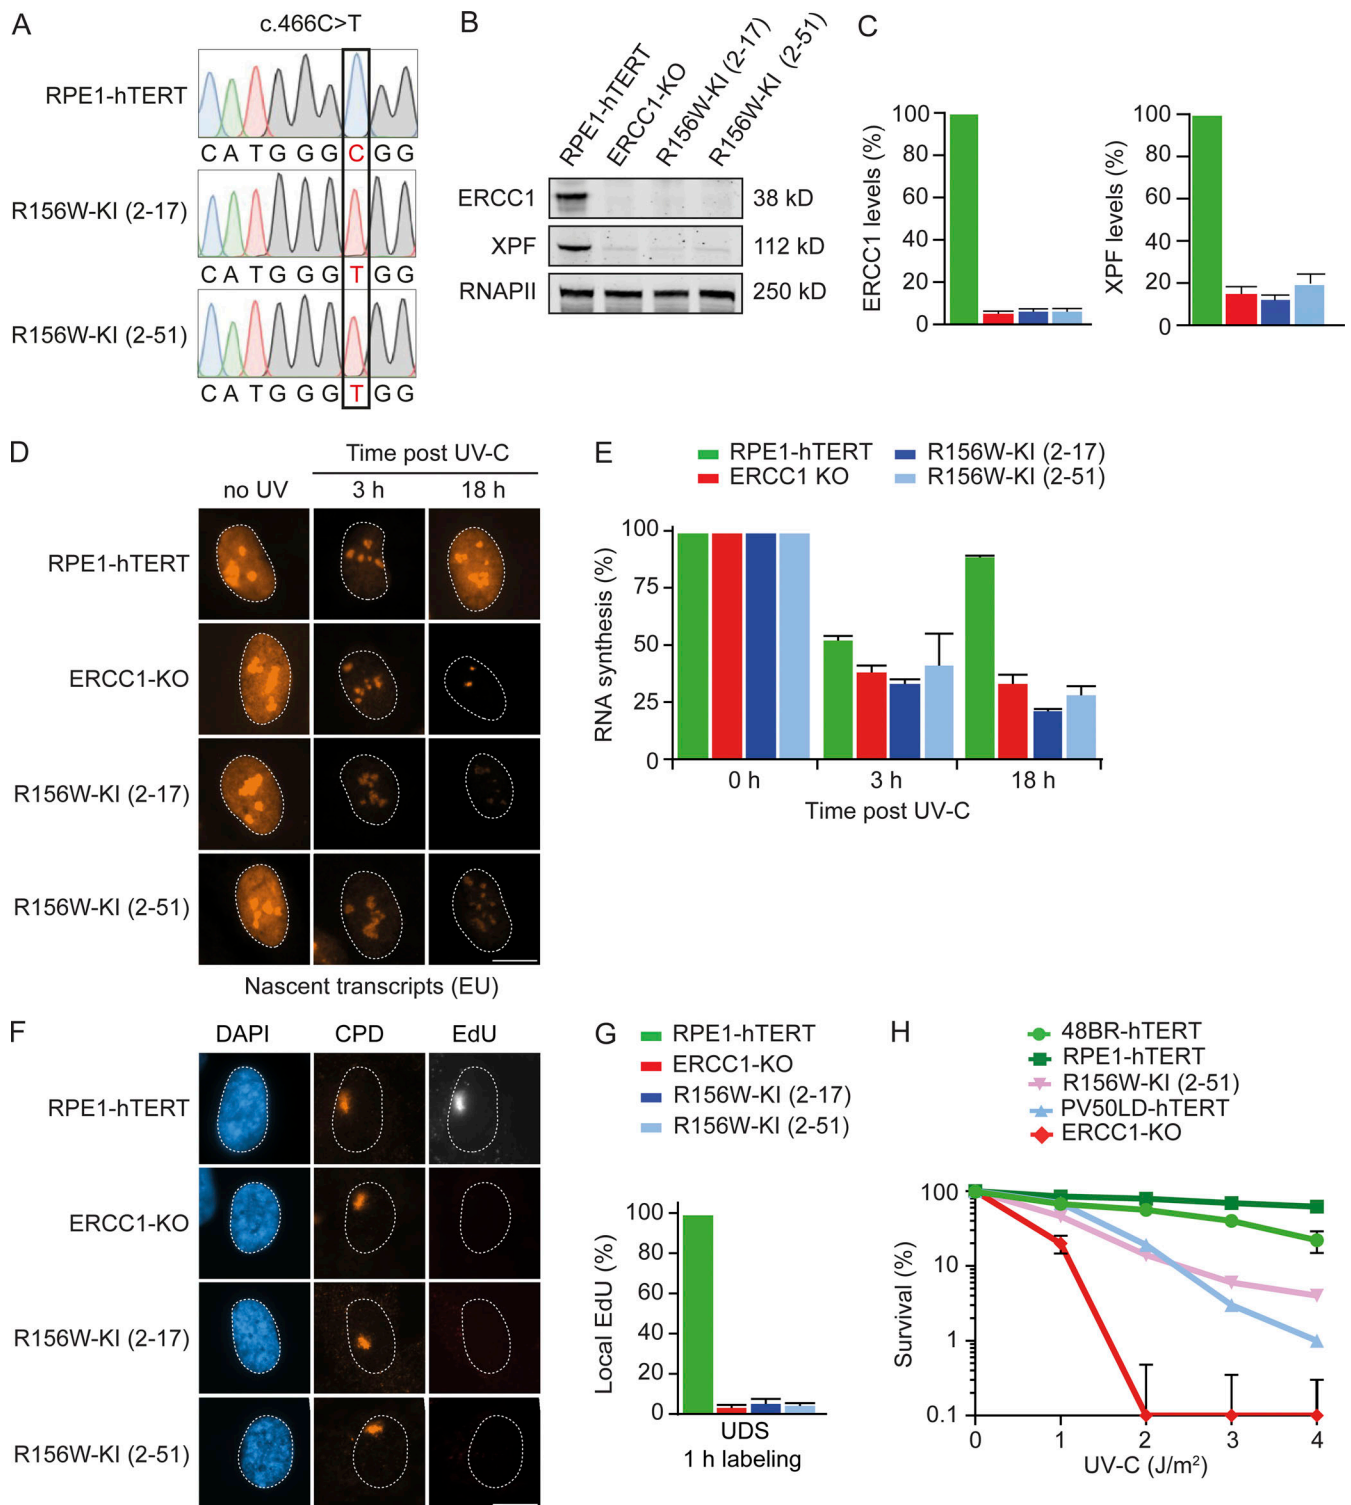 A
c.466C>T
RPE1-hTERT
C A T G G G C G G
R156W-KI (2-17)
C A T G G G T G G
R156W-KI (2-51)
C A T G G G T G G
B
RPE1-hTERT
ERCC1-KO
R156W-KI (2-17)
R156W-KI (2-51)
ERCC1
38 kD
XPF
112 kD
RNAPII
250 kD
C
ERCC1 levels (%)
100
80
60
40
20
0
XPF levels (%)
100
80
60
40
20
0
D
Time post UV-C
no UV
3 h
18 h
RPE1-hTERT
ERCC1-KO
R156W-KI (2-17)
R156W-KI (2-51)
Nascent transcripts (EU)
E
RPE1-hTERT
R156W-KI (2-17)
ERCC1 KO
R156W-KI (2-51)
RNA synthesis (%)
100
75
50
25
0
0 h
3 h
18 h
Time post UV-C
F
DAPI
CPD
EdU
RPE1-hTERT
ERCC1-KO
R156W-KI (2-17)
R156W-KI (2-51)
G
RPE1-hTERT
ERCC1-KO
R156W-KI (2-17)
R156W-KI (2-51)
Local EdU (%)
100
80
60
40
20
0
UDS
1 h labeling
H
48BR-hTERT
RPE1-hTERT
R156W-KI (2-51)
PV50LD-hTERT
ERCC1-KO
Survival (%)
100
10
1
0.1
0
1
2
3
4
UV-C (J/m²)